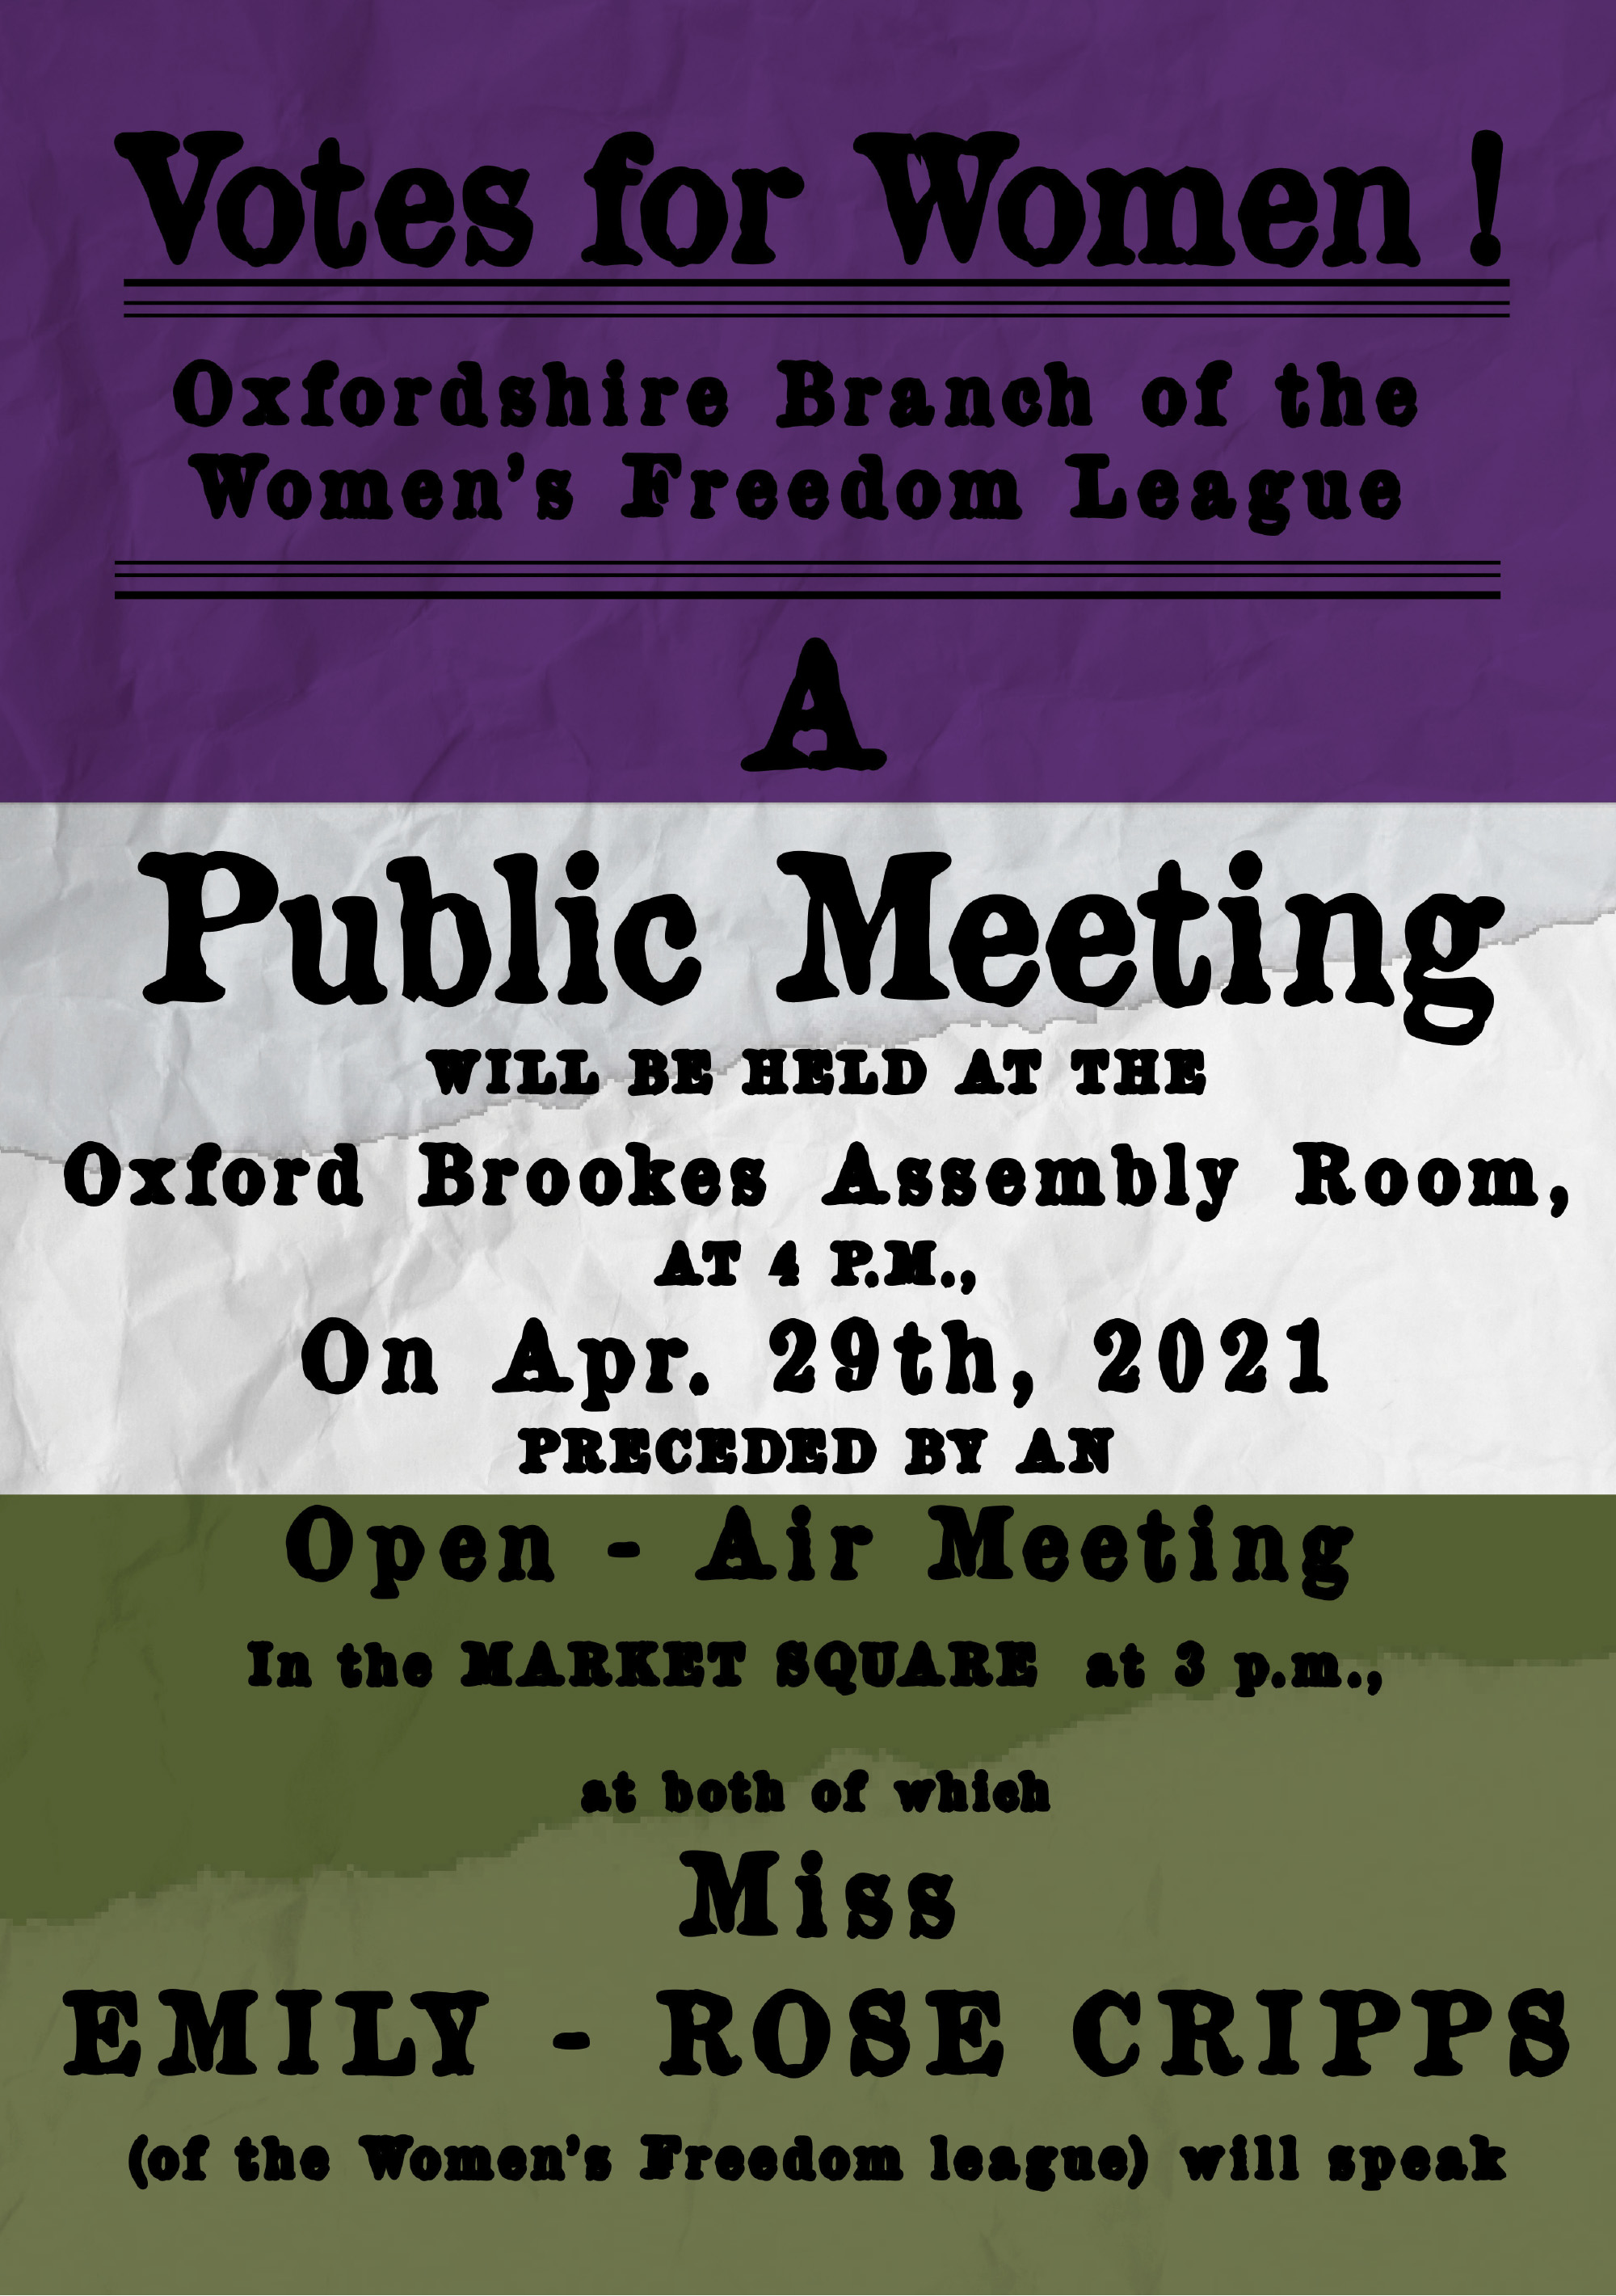 Votes for Women !
Oxfordshire Branch of the
Women's Freedom League
A
Public Meeting
WILL BE HELD AT THE
Oxford Brookes Assembly Room,
AT 4 P.M.,
On Apr. 29th, 2021
PRECEDED BY AN
Open - Air Meeting
In the MARKET SQUARE at 3 p.m.,
at both of which
Miss
EMILY - ROSE CRIPPS
(of the Women's Freedom league) will speak